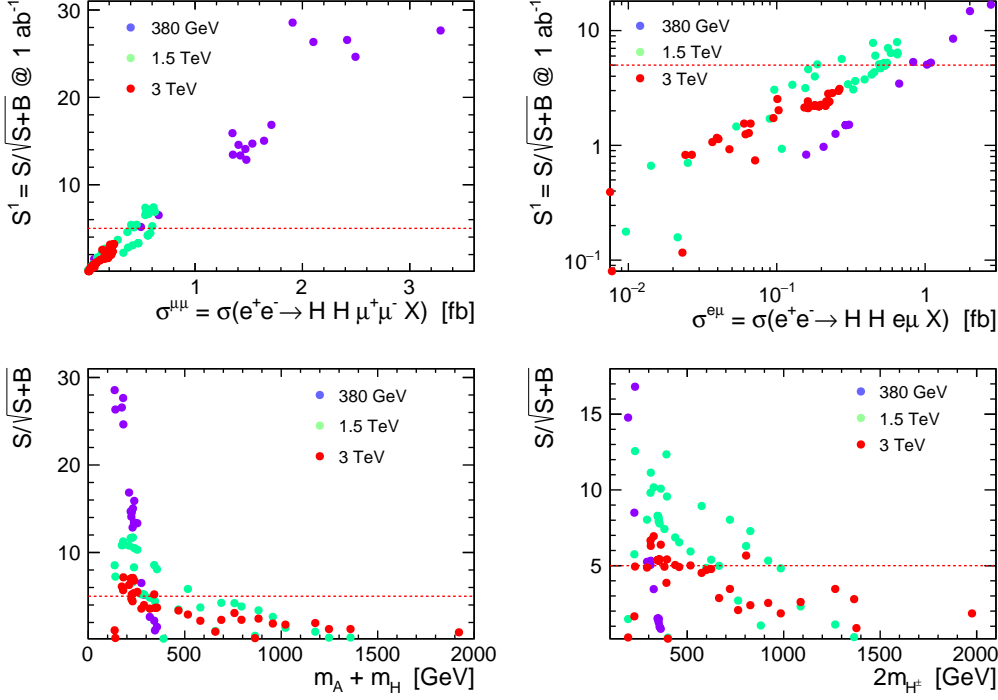 S¹ = S/√S+B @ 1 ab⁻¹
30
20
10
380 GeV
1.5 TeV
3 TeV
0 1 2 3
σ^μμ = σ(e⁺e⁻→ H H μ⁺μ⁻ X) [fb]
S¹ = S/√S+B @ 1 ab⁻¹
10
1
10⁻¹
380 GeV
1.5 TeV
3 TeV
10⁻² 10⁻¹ 1
σ^eμ = σ(e⁺e⁻→ H H eμ X) [fb]
S/√S+B
30
20
10
0
380 GeV
1.5 TeV
3 TeV
0 500 1000 1500 2000
m_A + m_H [GeV]
S/√S+B
15
10
5
380 GeV
1.5 TeV
3 TeV
500 1000 1500 2000
2m_H± [GeV]